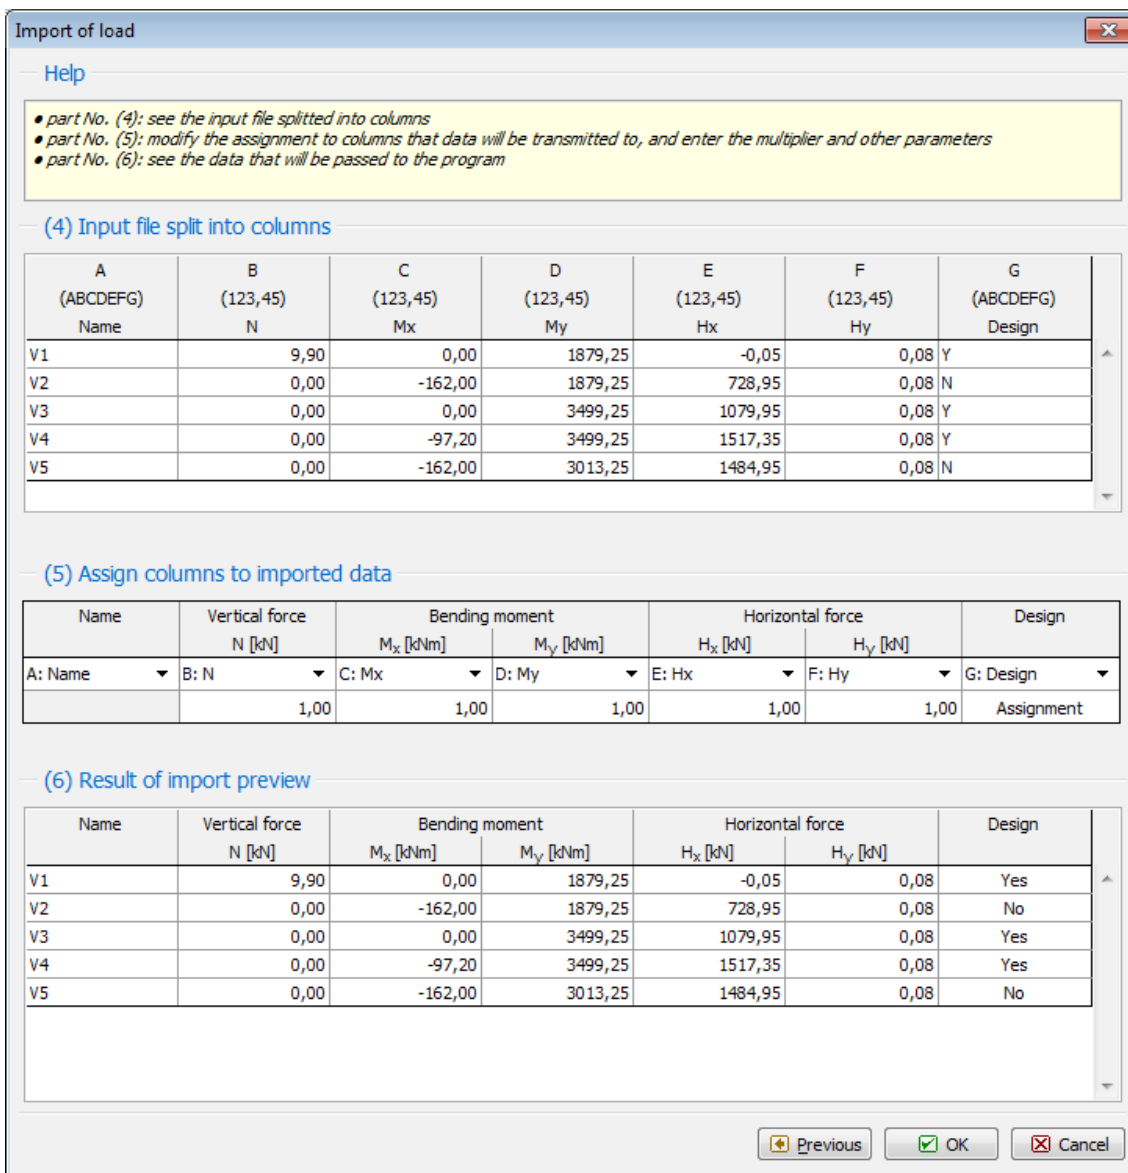 Import of load
Help
• part No. (4): see the input file splitted into columns
• part No. (5): modify the assignment to columns that data will be transmitted to, and enter the multiplier and other parameters
• part No. (6): see the data that will be passed to the program
(4) Input file split into columns
A B C D E F G
(ABCDEFG) (123,45) (123,45) (123,45) (123,45) (123,45) (ABCDEFG)
Name N Mx My Hx Hy Design
V1 9,90 0,00 1879,25 -0,05 0,08 Y
V2 0,00 -162,00 1879,25 728,95 0,08 N
V3 0,00 0,00 3499,25 1079,95 0,08 Y
V4 0,00 -97,20 3499,25 1517,35 0,08 Y
V5 0,00 -162,00 3013,25 1484,95 0,08 N
(5) Assign columns to imported data
Name Vertical force Bending moment Horizontal force Design
N [kN] Mx [kNm] My [kNm] Hx [kN] Hy [kN]
A: Name B: N C: Mx D: My E: Hx F: Hy G: Design
1,00 1,00 1,00 1,00 1,00 Assignment
(6) Result of import preview
Name Vertical force Bending moment Horizontal force Design
N [kN] Mx [kNm] My [kNm] Hx [kN] Hy [kN]
V1 9,90 0,00 1879,25 -0,05 0,08 Yes
V2 0,00 -162,00 1879,25 728,95 0,08 No
V3 0,00 0,00 3499,25 1079,95 0,08 Yes
V4 0,00 -97,20 3499,25 1517,35 0,08 Yes
V5 0,00 -162,00 3013,25 1484,95 0,08 No
Previous OK Cancel